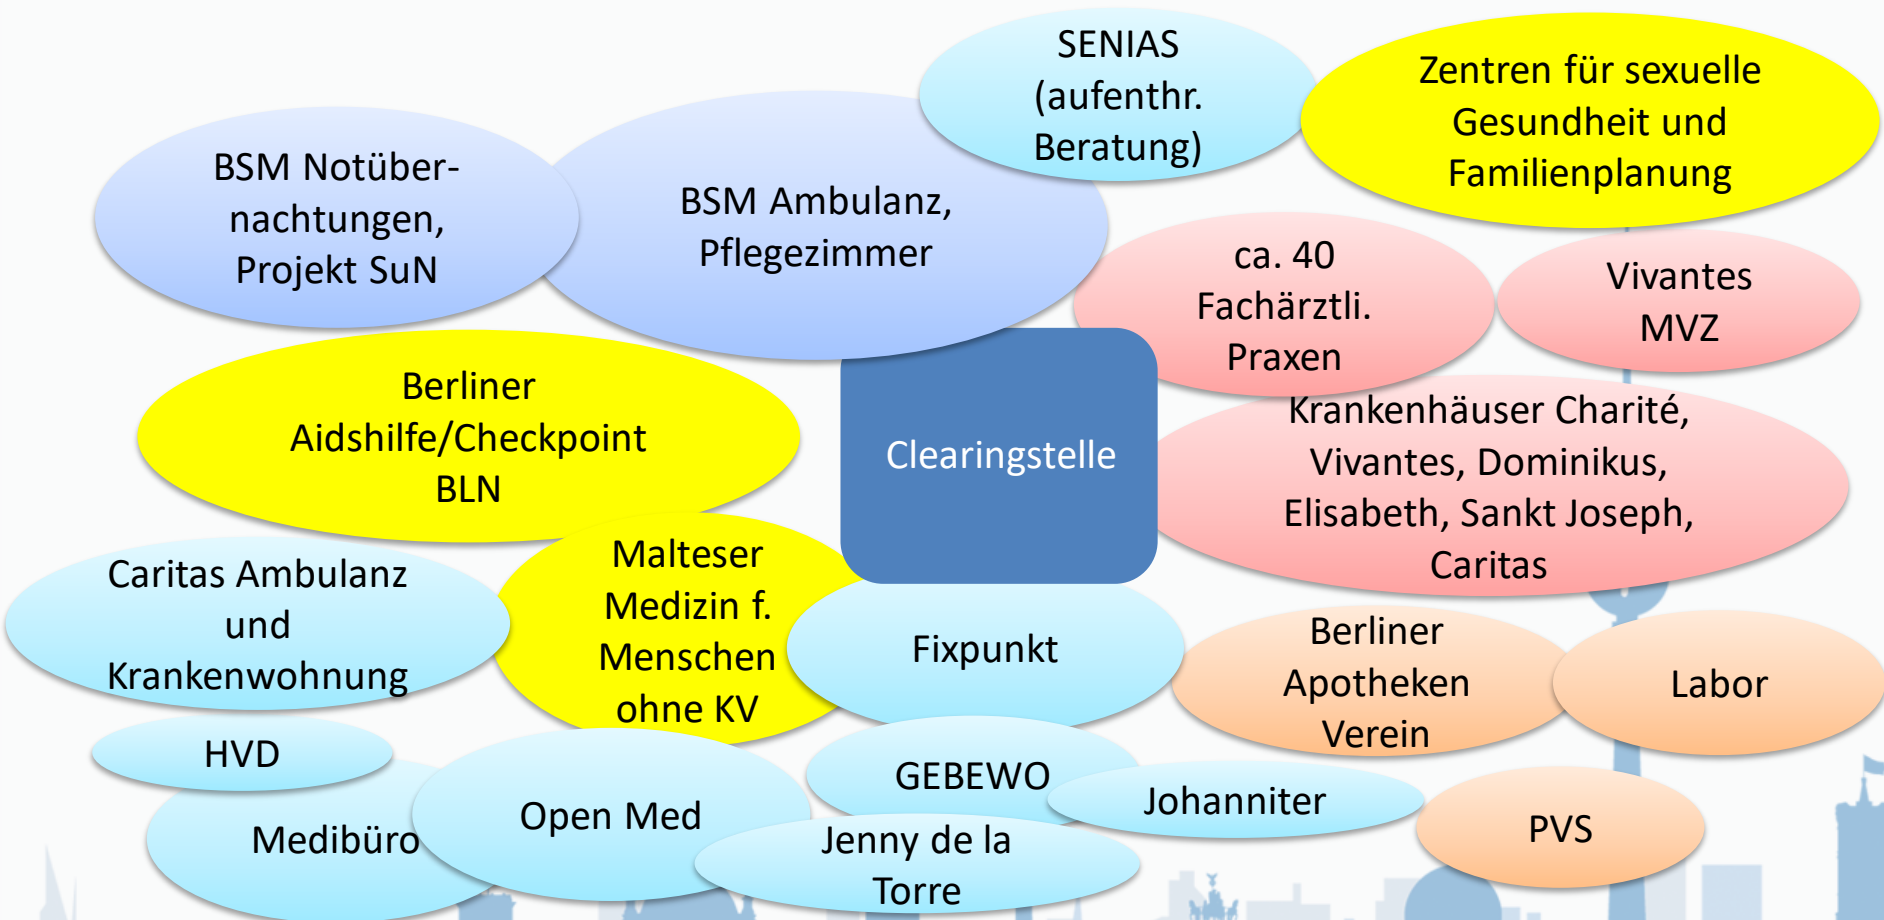 SENIAS
(aufenthr.
Beratung)
Zentren für sexuelle
Gesundheit und
Familienplanung
BSM Notüber-
nachtungen,
Projekt SuN
BSM Ambulanz,
Pflegezimmer
ca. 40
Fachärztli.
Praxen
Vivantes
MVZ
Berliner
Aidshilfe/Checkpoint
BLN
Clearingstelle
Krankenhäuser Charité,
Vivantes, Dominikus,
Elisabeth, Sankt Joseph,
Caritas
Caritas Ambulanz
und
Krankenwohnung
Malteser
Medizin f.
Menschen
ohne KV
Fixpunkt
Berliner
Apotheken
Verein
Labor
HVD
Medibüro
Open Med
GEBEWO
Johanniter
Jenny de la
Torre
PVS